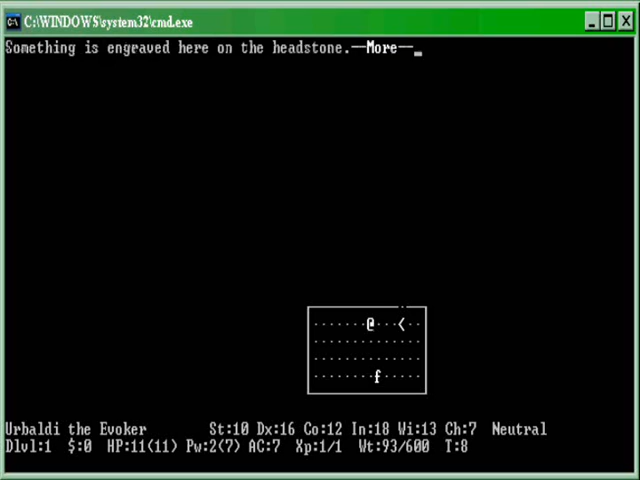 C:\WINDOWS\system32\cmd.exe
Something is engraved here on the headstone.--More--_
.......@...<..
..............
..............
........f.....
Urbaldi the Evoker St:10 Dx:16 Co:12 In:18 Wi:13 Ch:7 Neutral
Dlvl:1 $:0 HP:11(11) Pw:2(7) AC:7 Xp:1/1 Wt:93/600 T:8